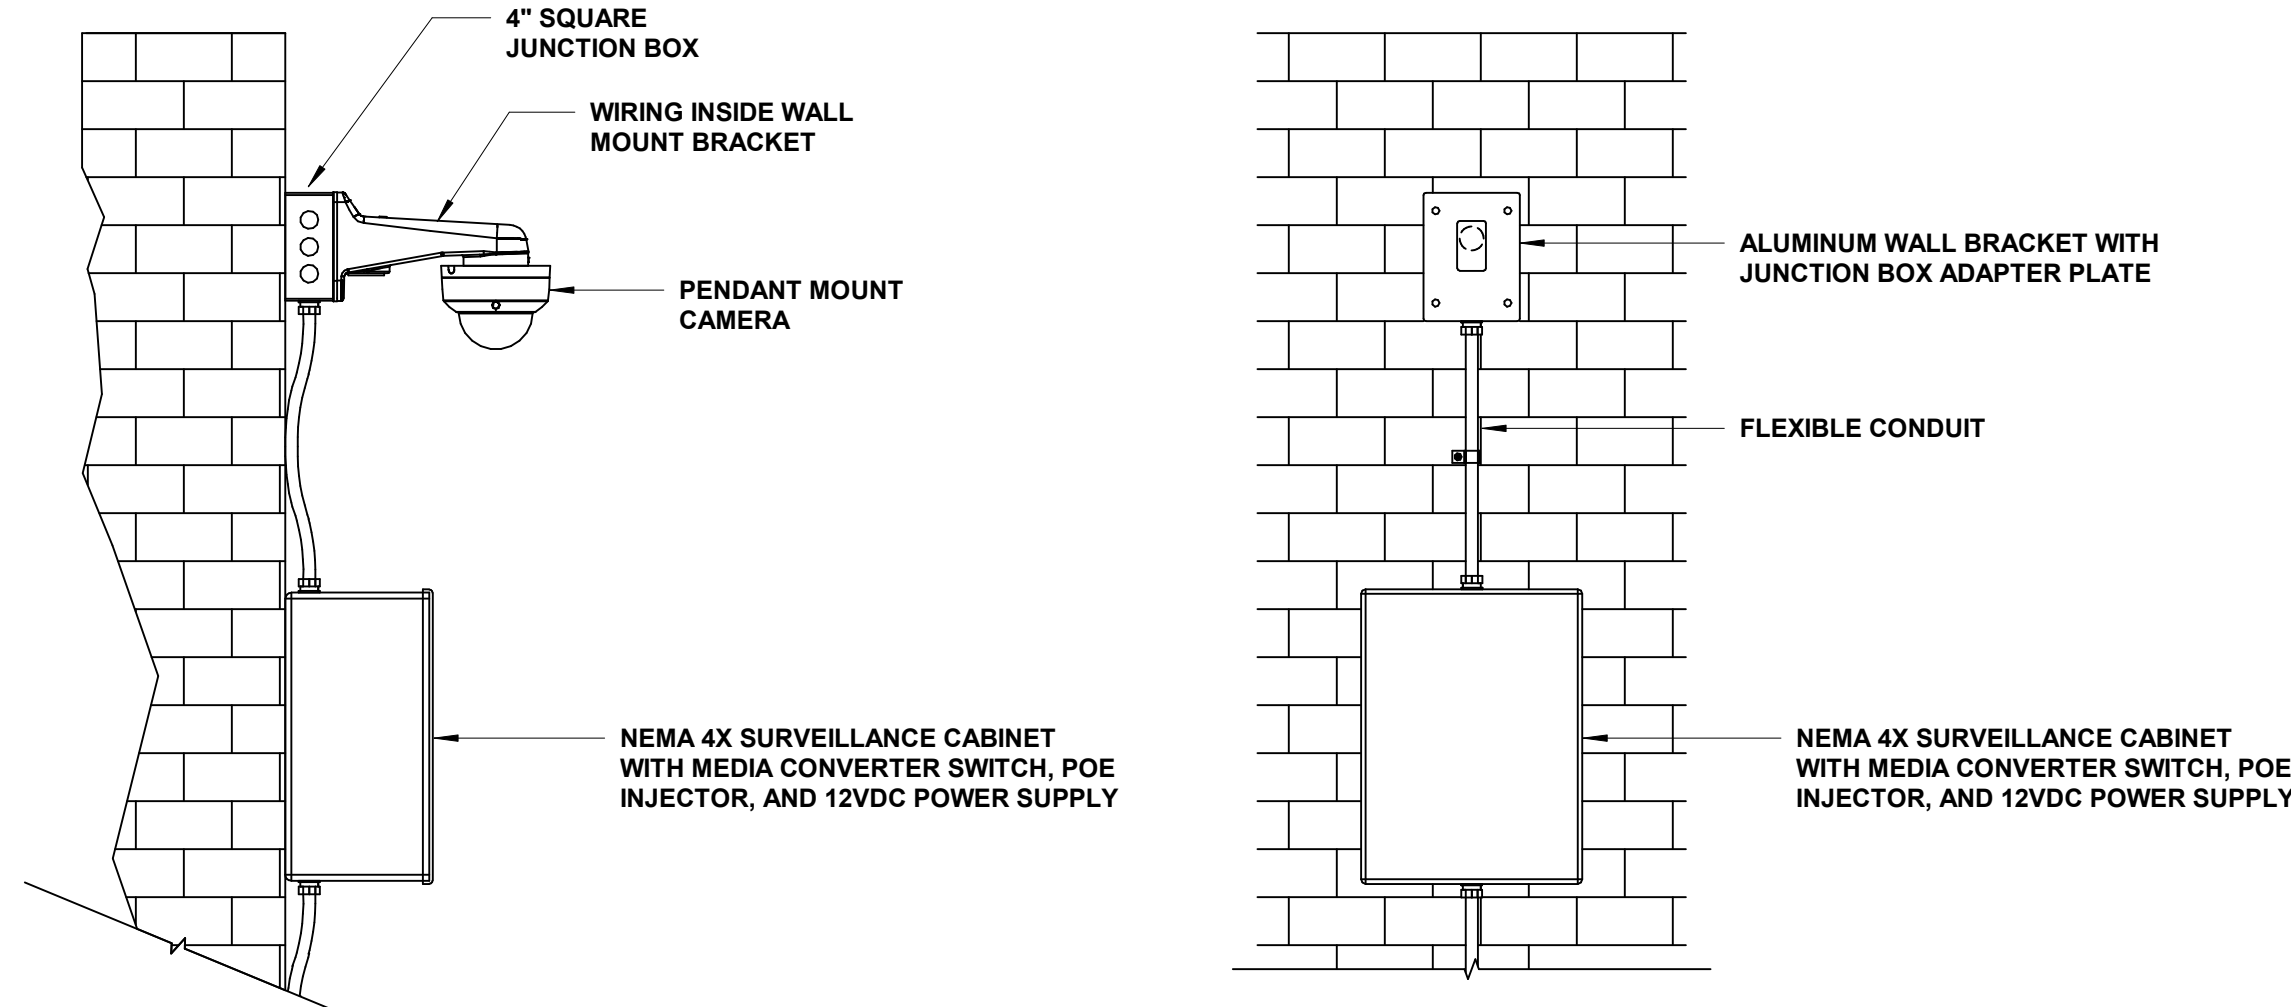 4" SQUARE
JUNCTION BOX
WIRING INSIDE WALL
MOUNT BRACKET
PENDANT MOUNT
CAMERA
NEMA 4X SURVEILLANCE CABINET
WITH MEDIA CONVERTER SWITCH, POE
INJECTOR, AND 12VDC POWER SUPPLY
ALUMINUM WALL BRACKET WITH
JUNCTION BOX ADAPTER PLATE
FLEXIBLE CONDUIT
NEMA 4X SURVEILLANCE CABINET
WITH MEDIA CONVERTER SWITCH, POE
INJECTOR, AND 12VDC POWER SUPPLY